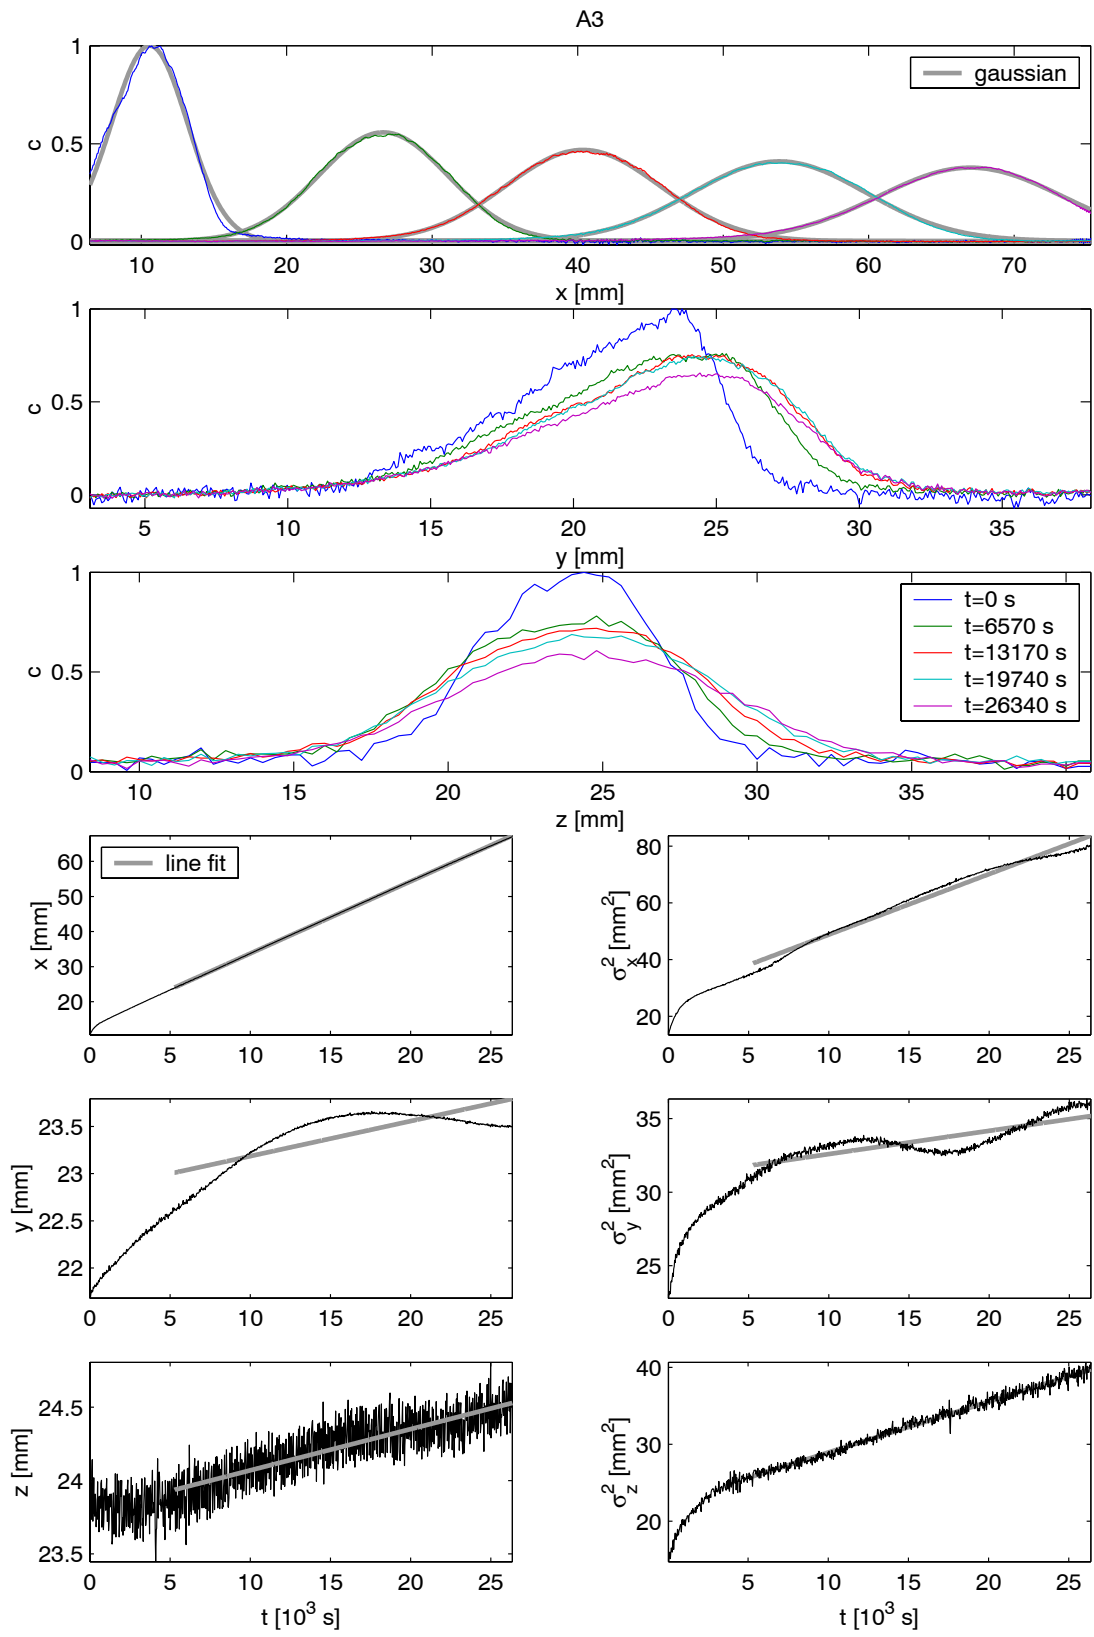 A3
1
0.5
0
c
gaussian
10 20 30 40 50 60 70
x [mm]
1
0.5
0
c
5 10 15 20 25 30 35
y [mm]
1
0.5
0
c
t=0 s
t=6570 s
t=13170 s
t=19740 s
t=26340 s
10 15 20 25 30 35 40
z [mm]
60
50
40
30
20
x [mm]
line fit
0 5 10 15 20 25
80
60
40
20
σx² [mm²]
0 5 10 15 20 25
23.5
23
22.5
22
y [mm]
0 5 10 15 20 25
35
30
25
σy² [mm²]
0 5 10 15 20 25
24.5
24
23.5
z [mm]
0 5 10 15 20 25
t [10³ s]
40
30
20
σz² [mm²]
5 10 15 20 25
t [10³ s]